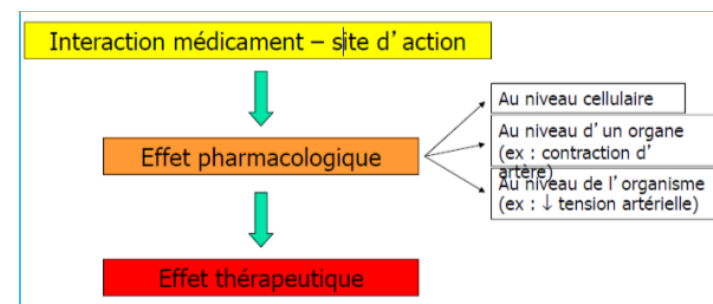 Interaction médicament – site d’action
Effet pharmacologique
Au niveau cellulaire
Au niveau d’un organe
(ex : contraction d’
artère)
Au niveau de l’organisme
(ex : ↓ tension artérielle)
Effet thérapeutique